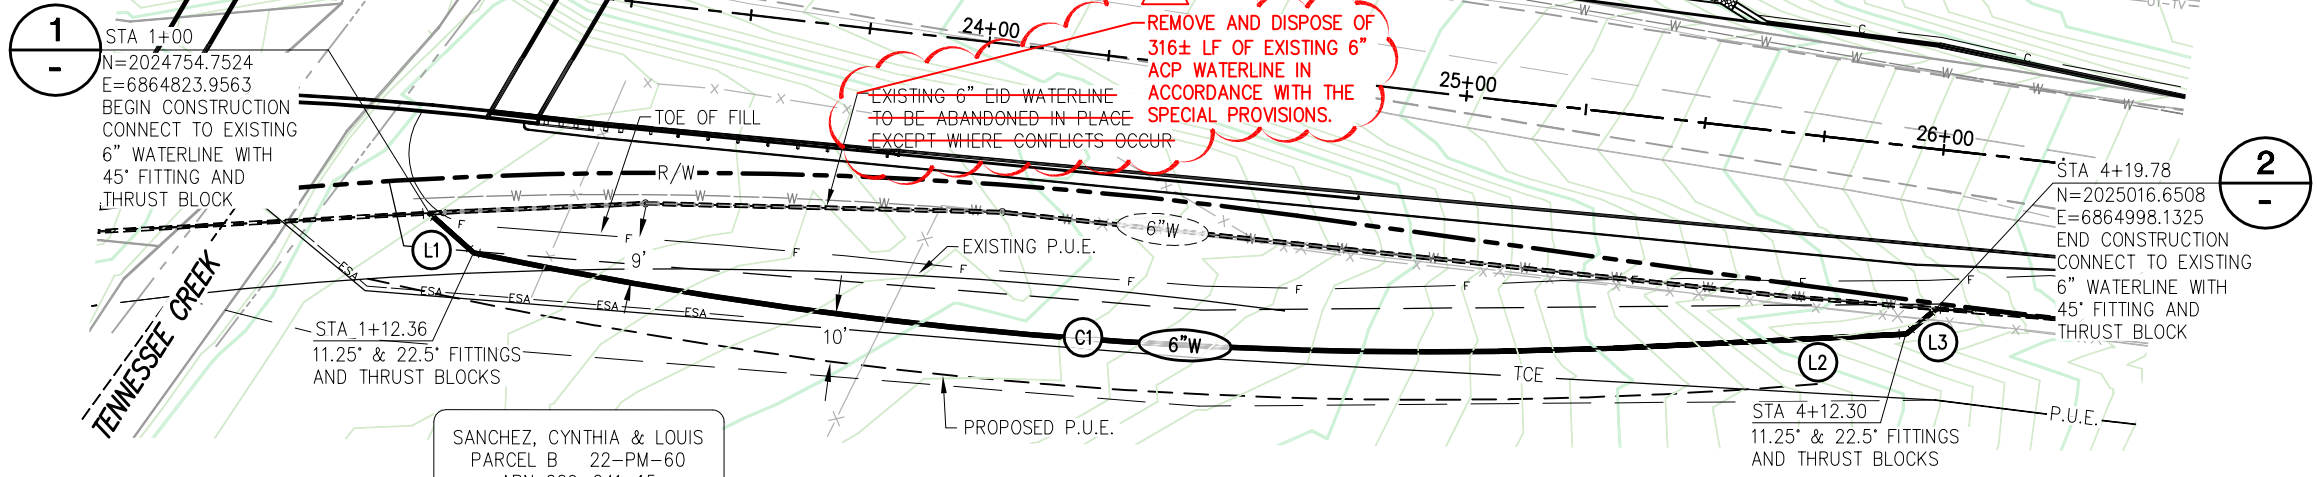 1
-
STA 1+00
N=2024754.7524
E=6864823.9563
BEGIN CONSTRUCTION
CONNECT TO EXISTING
6" WATERLINE WITH
45° FITTING AND
THRUST BLOCK
TENNESSEE CREEK
L1
STA 1+12.36
11.25° & 22.5° FITTINGS
AND THRUST BLOCKS
SANCHEZ, CYNTHIA & LOUIS
PARCEL B 22-PM-60
TOE OF FILL
R/W
9'
10'
24+00
REMOVE AND DISPOSE OF
316± LF OF EXISTING 6"
ACP WATERLINE IN
ACCORDANCE WITH THE
SPECIAL PROVISIONS.
EXISTING 6" EID WATERLINE
TO BE ABANDONED IN PLACE
EXCEPT WHERE CONFLICTS OCCUR
25+00
26+00
W W W W W W W
W W W W W W W W W W W W
C C
X X X X X
F F F F F F F
ESA ESA ESA ESA ESA
6"W
EXISTING P.U.E.
C1
6"W
PROPOSED P.U.E.
TCE
L2
L3
P.U.E.
STA 4+12.30
11.25° & 22.5° FITTINGS
AND THRUST BLOCKS
2
-
STA 4+19.78
N=2025016.6508
E=6864998.1325
END CONSTRUCTION
CONNECT TO EXISTING
6" WATERLINE WITH
45° FITTING AND
THRUST BLOCK